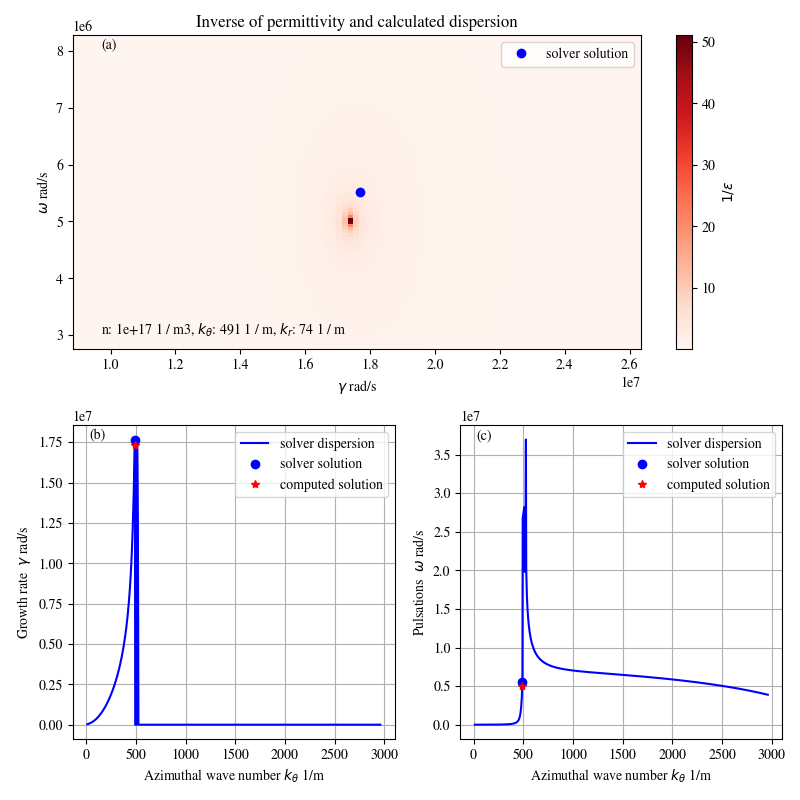 Inverse of permittivity and calculated dispersion
1e6
(a)
solver solution
8
7
6
5
4
3
ω rad/s
n: 1e+17 1 / m3, kθ: 491 1 / m, kr: 74 1 / m
1.0 1.2 1.4 1.6 1.8 2.0 2.2 2.4 2.6
1e7
γ rad/s
50
40
30
20
10
1/ε
1e7
(b)
solver dispersion
solver solution
computed solution
1.75
1.50
1.25
1.00
0.75
0.50
0.25
0.00
Growth rate γ rad/s
0 500 1000 1500 2000 2500 3000
Azimuthal wave number kθ 1/m
1e7
(c)
solver dispersion
solver solution
computed solution
3.5
3.0
2.5
2.0
1.5
1.0
0.5
0.0
Pulsations ω rad/s
0 500 1000 1500 2000 2500 3000
Azimuthal wave number kθ 1/m